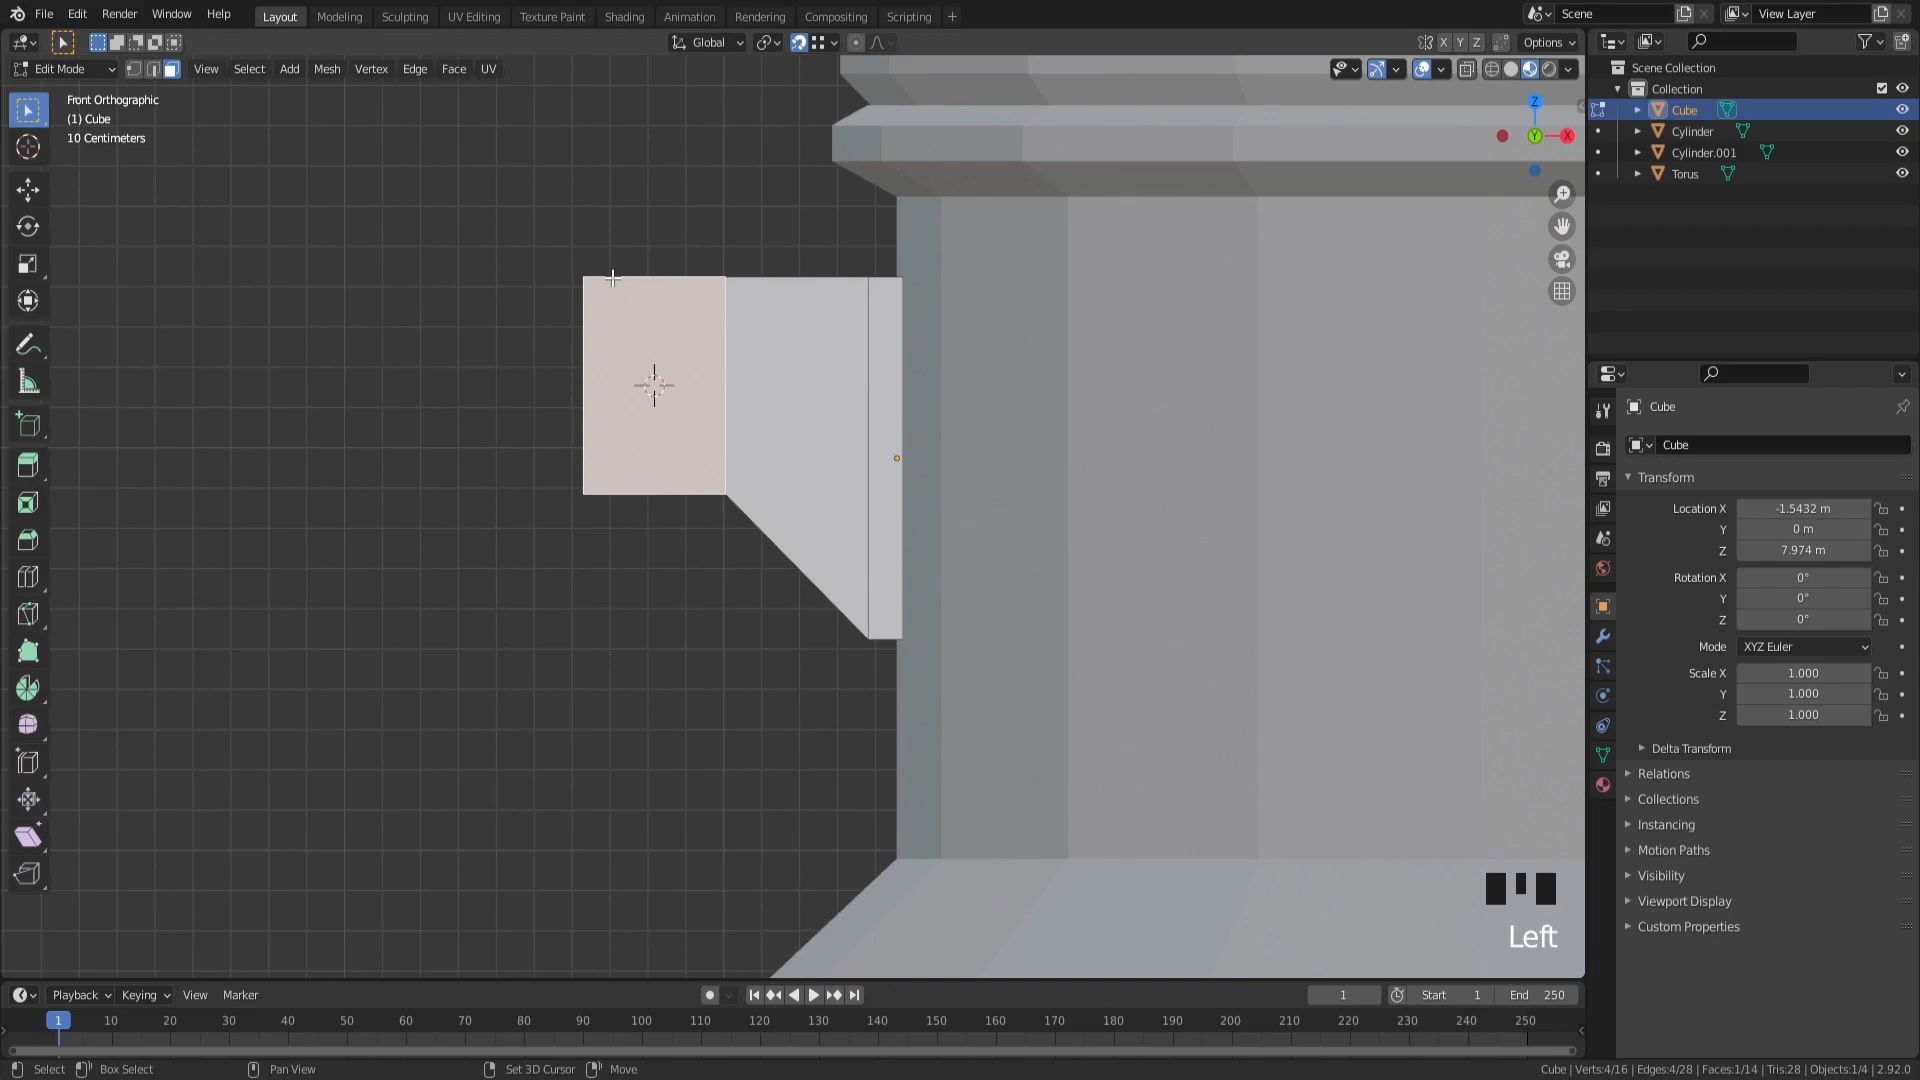 File Edit Render Window Help Layout Modeling Sculpting UV Editing Texture Paint Shading Animation Rendering Compositing Scripting + Scene View Layer
Global X Y Z Options
Edit Mode View Select Add Mesh Vertex Edge Face UV
Scene Collection
Collection
Cube
Cylinder
Cylinder.001
Torus
Front Orthographic
(1) Cube
10 Centimeters
Z
Y
X
Cube
Cube
Transform
Location X -1.5432 m
Y 0 m
Z 7.974 m
Rotation X 0°
Y 0°
Z 0°
Mode XYZ Euler
Scale X 1.000
Y 1.000
Z 1.000
Delta Transform
Relations
Collections
Instancing
Motion Paths
Visibility
Viewport Display
Custom Properties
Left
Playback Keying View Marker 1 Start 1 End 250
1 10 20 30 40 50 60 70 80 90 100 110 120 130 140 150 160 170 180 190 200 210 220 230 240 250
Select Box Select Pan View Set 3D Cursor Move Cube | Verts:4/16 | Edges:4/28 | Faces:1/14 | Tris:28 | Objects:1/4 | 2.92.0